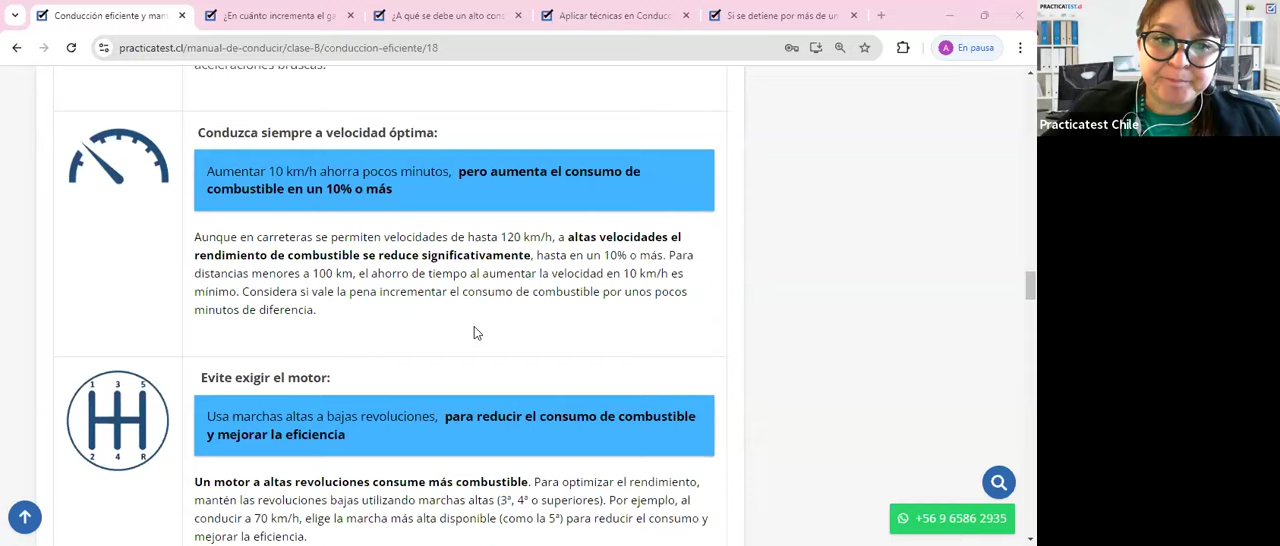 Conducción eficiente y man
¿En cuánto incrementa el ga
¿A qué se debe un alto con
Aplicar técnicas en Conducc
Si se detiene por más de un
practicatest.cl/manual-de-conducir/clase-B/conduccion-eficiente/18
A
En pausa
PRACTICATEST.CL
Practicatest Chile
aceleraciones bruscas.
Conduzca siempre a velocidad óptima:
Aumentar 10 km/h ahorra pocos minutos, pero aumenta el consumo de
combustible en un 10% o más
Aunque en carreteras se permiten velocidades de hasta 120 km/h, a altas velocidades el
rendimiento de combustible se reduce significativamente, hasta en un 10% o más. Para
distancias menores a 100 km, el ahorro de tiempo al aumentar la velocidad en 10 km/h es
mínimo. Considera si vale la pena incrementar el consumo de combustible por unos pocos
minutos de diferencia.
1 3 5
2 4 R
Evite exigir el motor:
Usa marchas altas a bajas revoluciones, para reducir el consumo de combustible
y mejorar la eficiencia
Un motor a altas revoluciones consume más combustible. Para optimizar el rendimiento,
mantén las revoluciones bajas utilizando marchas altas (3ª, 4ª o superiores). Por ejemplo, al
conducir a 70 km/h, elige la marcha más alta disponible (como la 5ª) para reducir el consumo y
mejorar la eficiencia.
+56 9 6586 2935